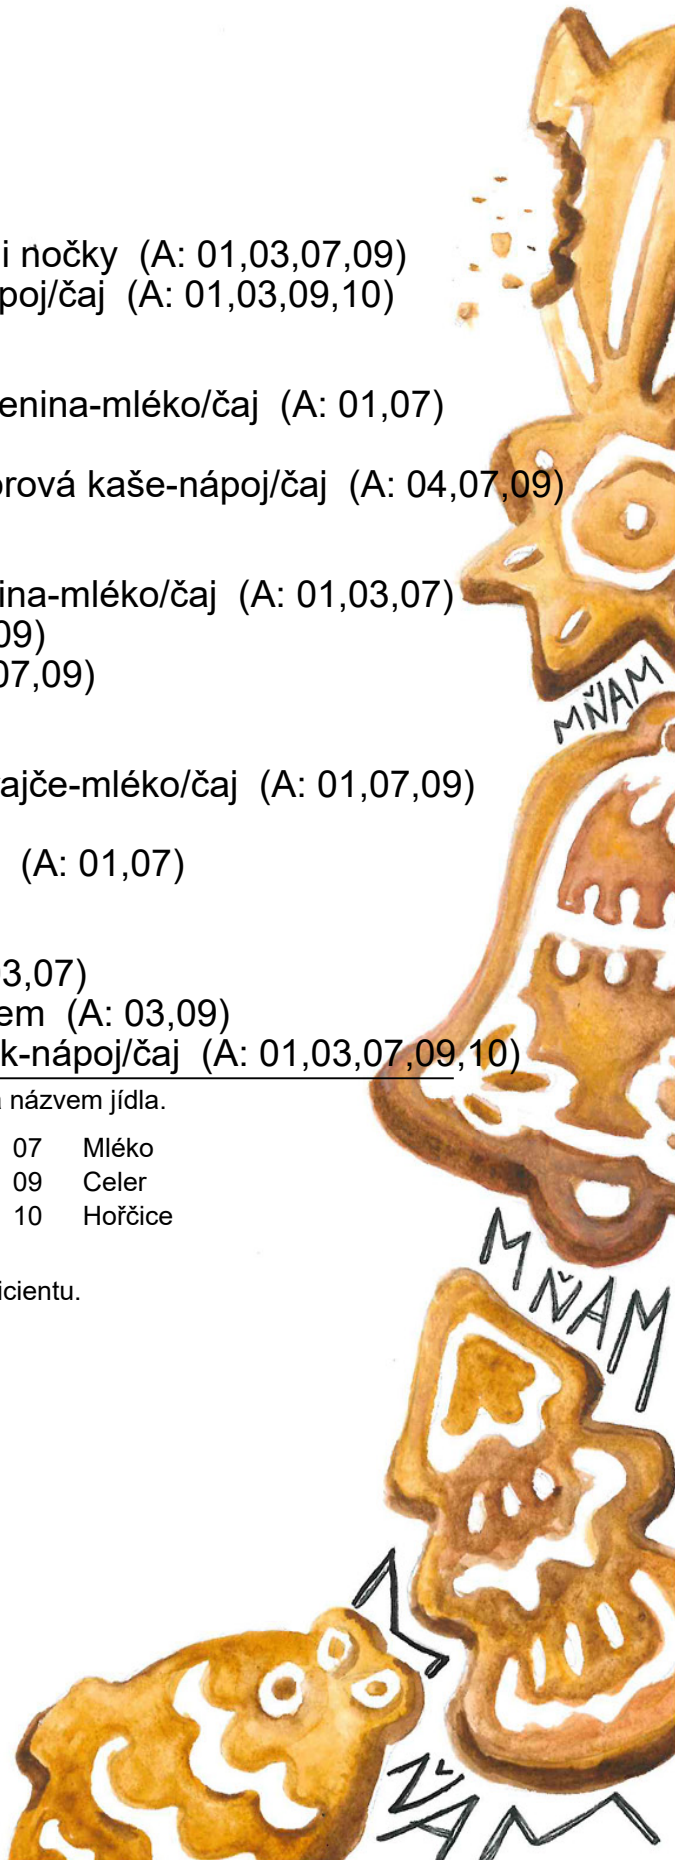 i nočky (A: 01,03,07,09)
poj/čaj (A: 01,03,09,10)
enina-mléko/čaj (A: 01,07)
orová kaše-nápoj/čaj (A: 04,07,09)
ina-mléko/čaj (A: 01,03,07)
09)
07,09)
MŇAM
ajče-mléko/čaj (A: 01,07,09)
(A: 01,07)
03,07)
em (A: 03,09)
k-nápoj/čaj (A: 01,03,07,09,10)
a názvem jídla.
07 Mléko
09 Celer
10 Hořčice
MŇAM
icientu.
MŇAM